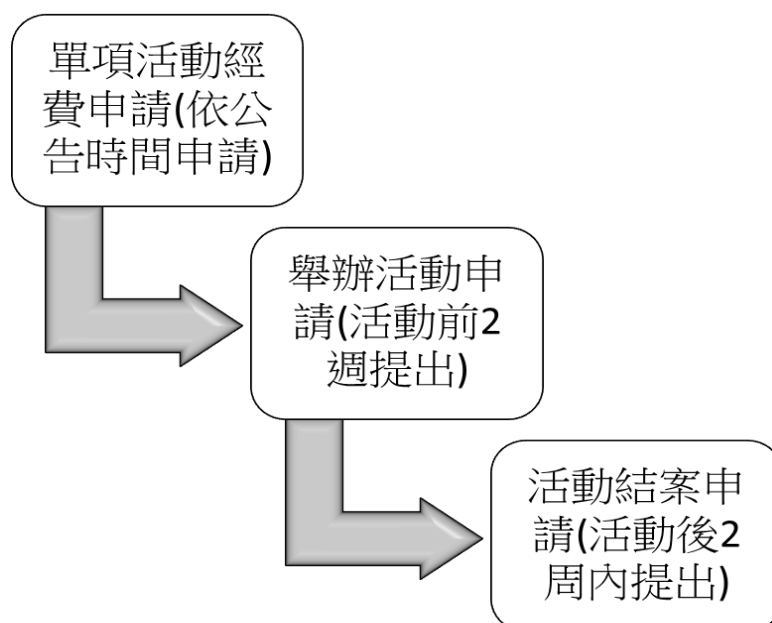 單項活動經
費申請(依公
告時間申請)
舉辦活動申
請(活動前2
週提出)
活動結案申
請(活動後2
周內提出)